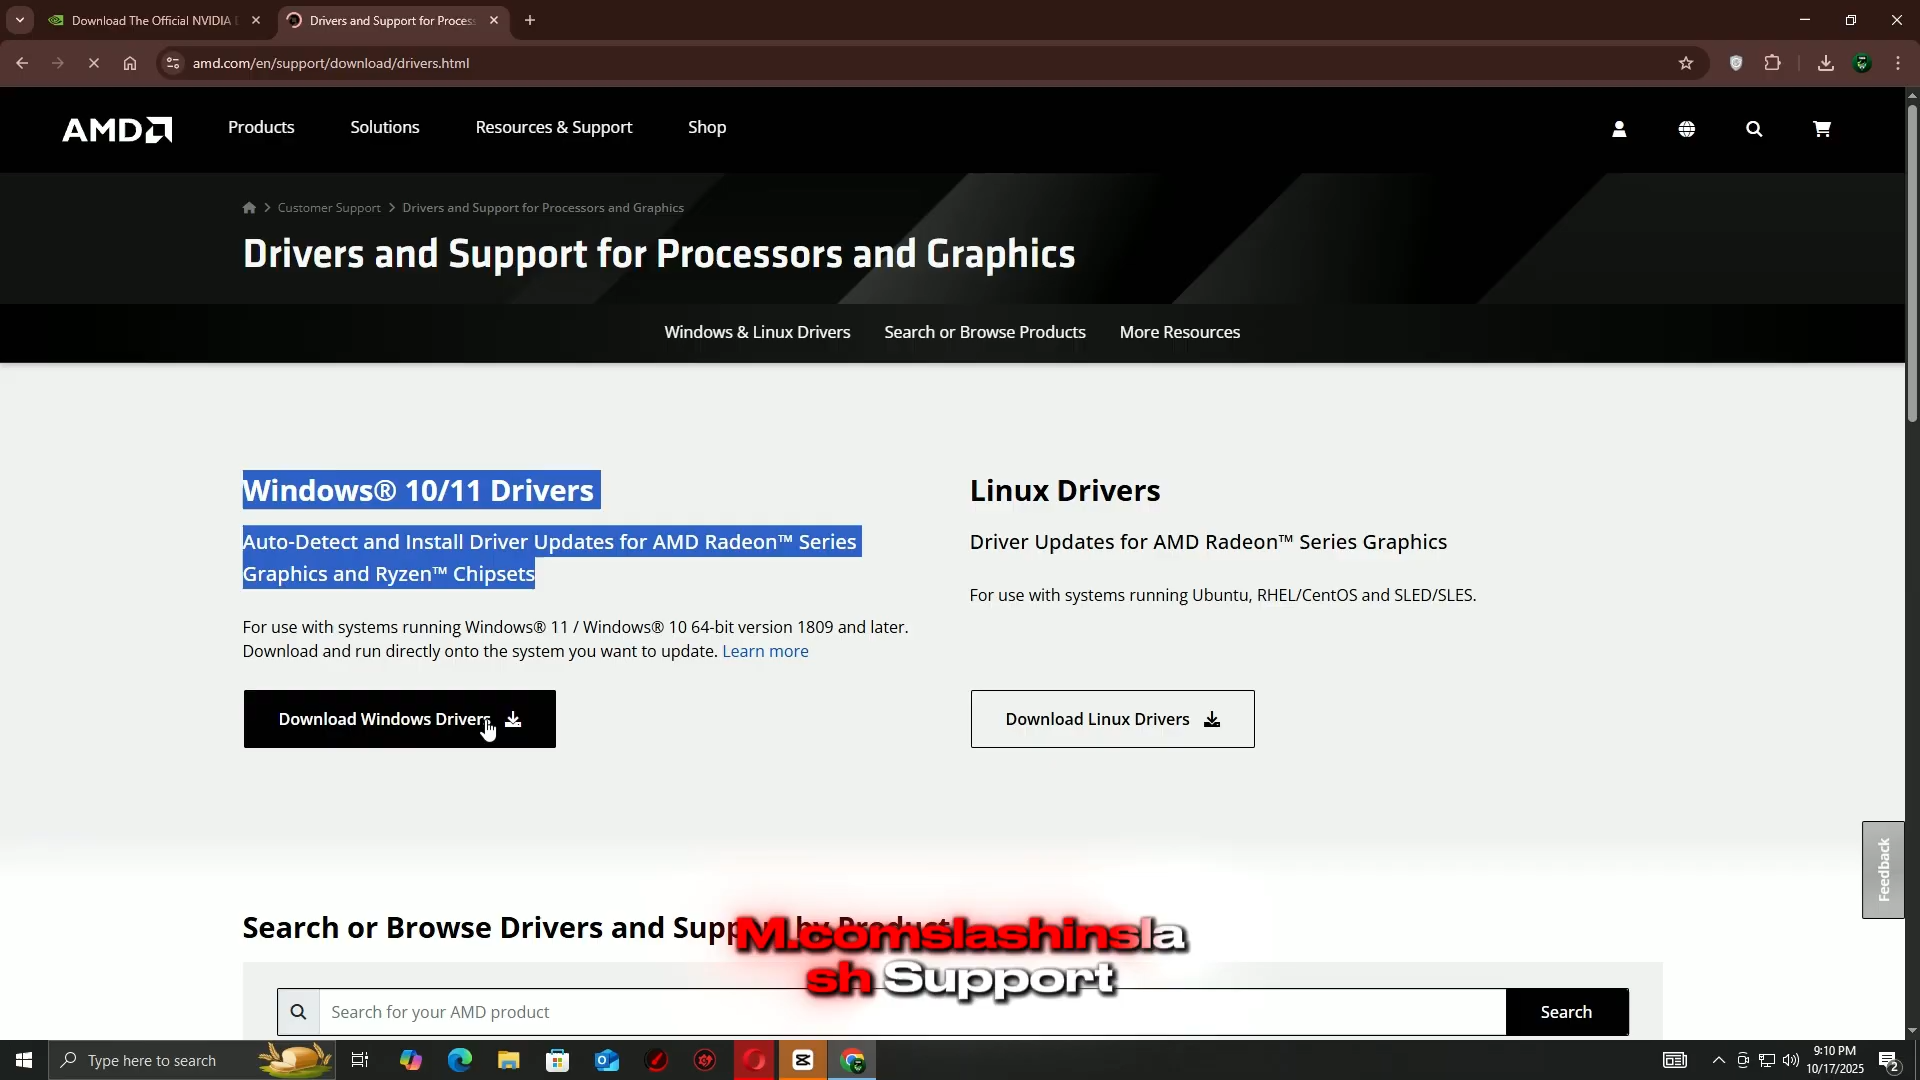 Download The Official NVIDIA
Drivers and Support for Proces
amd.com/en/support/download/drivers.html
AMD
Products
Solutions
Resources & Support
Shop
Customer Support
Drivers and Support for Processors and Graphics
Drivers and Support for Processors and Graphics
Windows & Linux Drivers
Search or Browse Products
More Resources
Windows® 10/11 Drivers
Auto-Detect and Install Driver Updates for AMD Radeon™ Series
Graphics and Ryzen™ Chipsets
For use with systems running Windows® 11 / Windows® 10 64-bit version 1809 and later.
Download and run directly onto the system you want to update. Learn more
Download Windows Drivers
Linux Drivers
Driver Updates for AMD Radeon™ Series Graphics
For use with systems running Ubuntu, RHEL/CentOS and SLED/SLES.
Download Linux Drivers
Feedback
Search or Browse Drivers and Support by Product
M.comslashinsla
sh Support
Search for your AMD product
Search
Type here to search
9:10 PM
10/17/2025
2